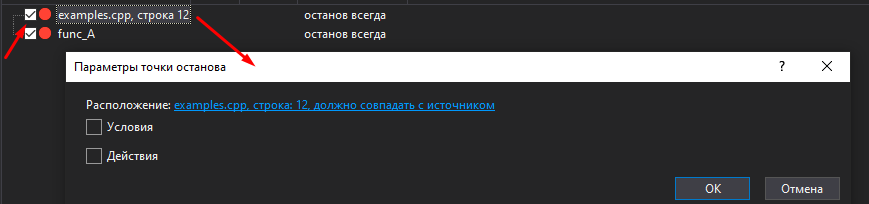 examples.cpp, строка 12 останов всегда
func_A останов всегда
Параметры точки останова ?
Расположение: examples.cpp, строка: 12, должно совпадать с источником
Условия
Действия
ОК Отмена